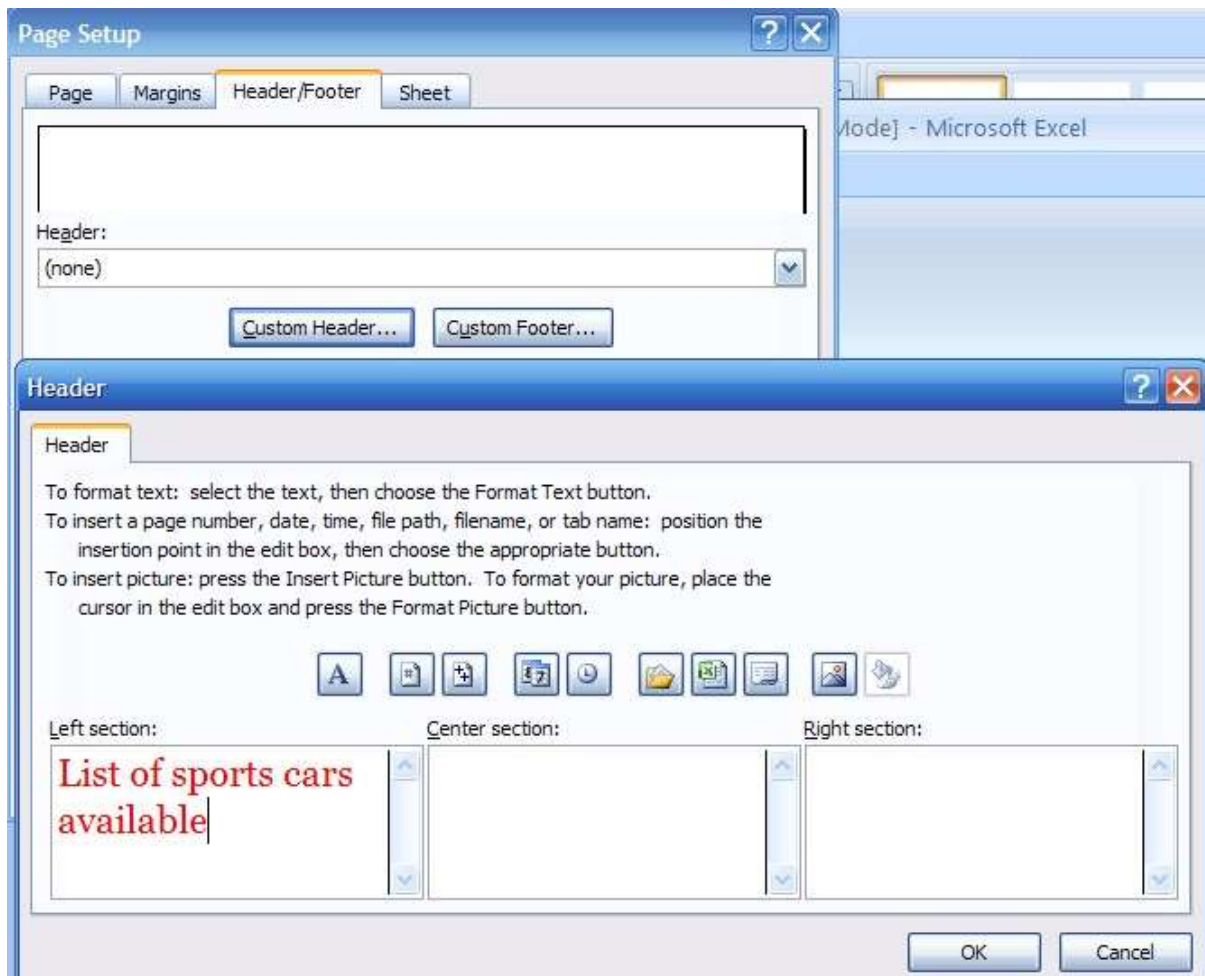 Page Setup
Page Margins Header/Footer Sheet
Mode] - Microsoft Excel
Header:
(none)
Custom Header... Custom Footer...
Header
Header
To format text: select the text, then choose the Format Text button.
To insert a page number, date, time, file path, filename, or tab name: position the
insertion point in the edit box, then choose the appropriate button.
To insert picture: press the Insert Picture button. To format your picture, place the
cursor in the edit box and press the Format Picture button.
A
Left section: Center section: Right section:
List of sports cars
available
OK Cancel